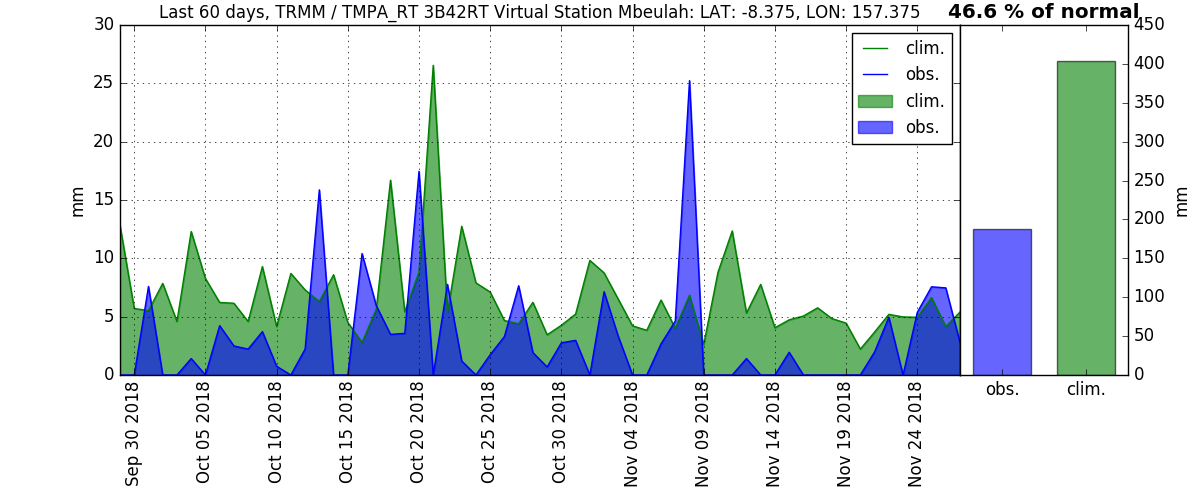 Last 60 days, TRMM / TMPA_RT 3B42RT Virtual Station Mbeulah: LAT: -8.375, LON: 157.375
46.6 % of normal
30
25
20
15
10
5
0
mm
clim.
obs.
clim.
obs.
450
400
350
300
250
200
150
100
50
0
mm
Sep 30 2018
Oct 05 2018
Oct 10 2018
Oct 15 2018
Oct 20 2018
Oct 25 2018
Oct 30 2018
Nov 04 2018
Nov 09 2018
Nov 14 2018
Nov 19 2018
Nov 24 2018
obs.
clim.